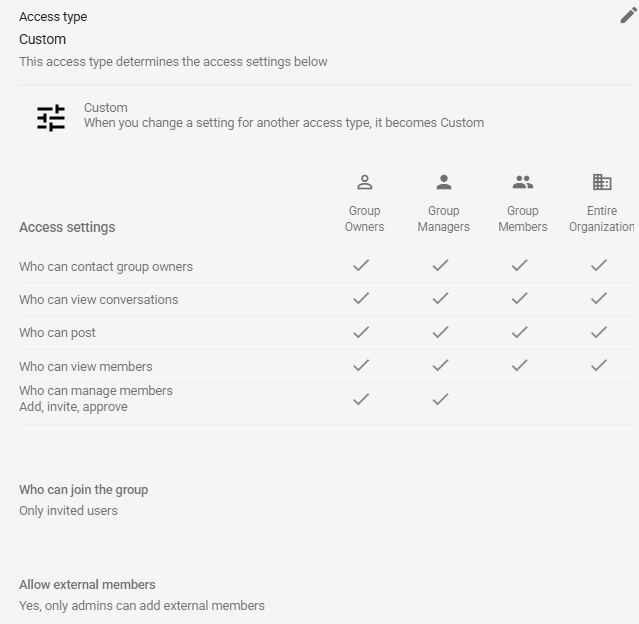 Access type
Custom
This access type determines the access settings below
Custom
When you change a setting for another access type, it becomes Custom
Access settings
Group Owners
Group Managers
Group Members
Entire Organization
Who can contact group owners
Who can view conversations
Who can post
Who can view members
Who can manage members
Add, invite, approve
Who can join the group
Only invited users
Allow external members
Yes, only admins can add external members